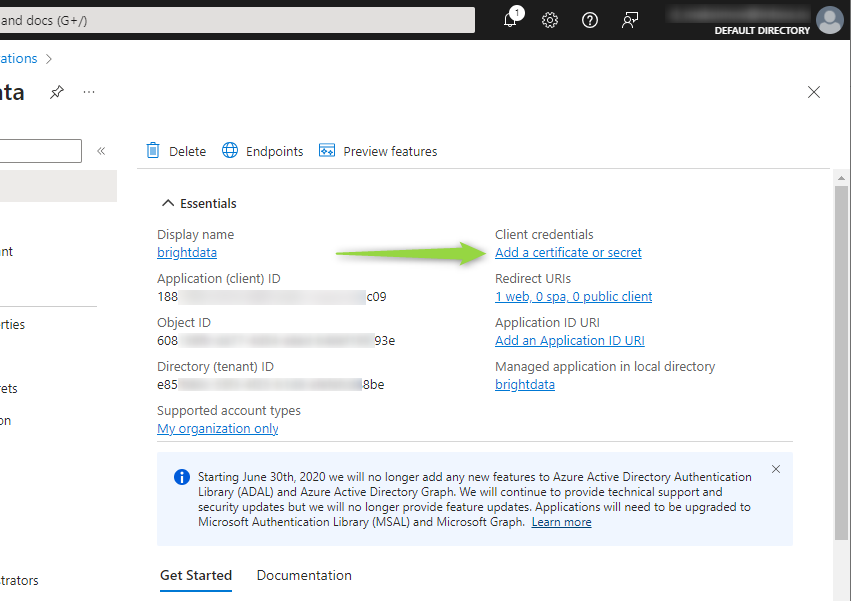 and docs (G+/)
1
DEFAULT DIRECTORY
ations >
ata ...
«
Delete Endpoints Preview features
Essentials
Display name
brightdata
Client credentials
Add a certificate or secret
Application (client) ID
188 c09
Redirect URIs
1 web, 0 spa, 0 public client
Object ID
608 93e
Application ID URI
Add an Application ID URI
Directory (tenant) ID
e85 8be
Managed application in local directory
brightdata
Supported account types
My organization only
nt
rties
rets
on
strators
Starting June 30th, 2020 we will no longer add any new features to Azure Active Directory Authentication
Library (ADAL) and Azure Active Directory Graph. We will continue to provide technical support and
security updates but we will no longer provide feature updates. Applications will need to be upgraded to
Microsoft Authentication Library (MSAL) and Microsoft Graph. Learn more
Get Started Documentation